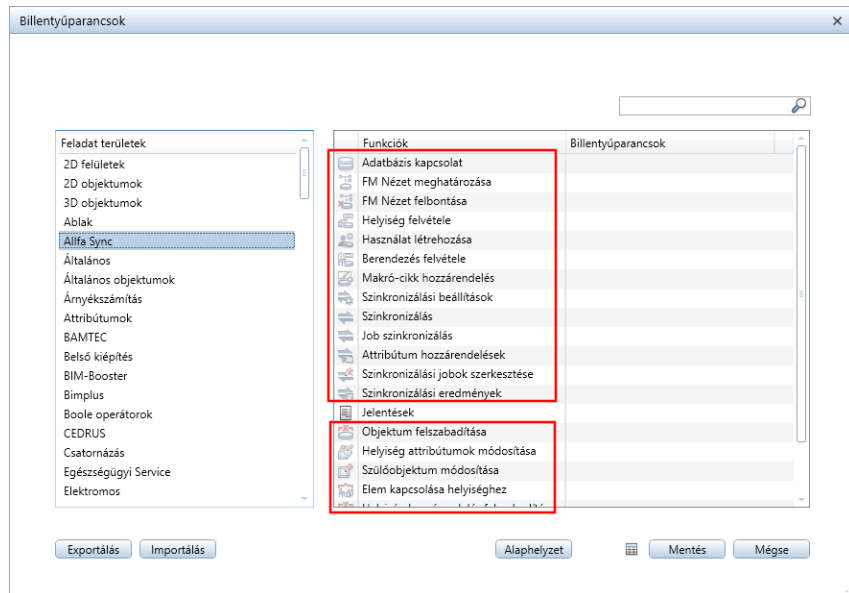 Billentyűparancsok
Feladat területek
2D felületek
2D objektumok
3D objektumok
Ablak
Allfa Sync
Általános
Általános objektumok
Árnyékszámítás
Attribútumok
BAMTEC
Belső kiépítés
BIM-Booster
Bimplus
Boole operátorok
CEDRUS
Csatornázás
Egészségügyi Service
Elektromos
Funkciók
Billentyűparancsok
Adatbázis kapcsolat
FM Nézet meghatározása
FM Nézet felbontása
Helyiség felvétele
Használat létrehozása
Berendezés felvétele
Makró-cikk hozzárendelés
Szinkronizálási beállítások
Szinkronizálás
Job szinkronizálás
Attribútum hozzárendelések
Szinkronizálási jobok szerkesztése
Szinkronizálási eredmények
Jelentések
Objektum felszabadítása
Helyiség attribútumok módosítása
Szülőobjektum módosítása
Elem kapcsolása helyiséghez
Exportálás
Importálás
Alaphelyzet
Mentés
Mégse